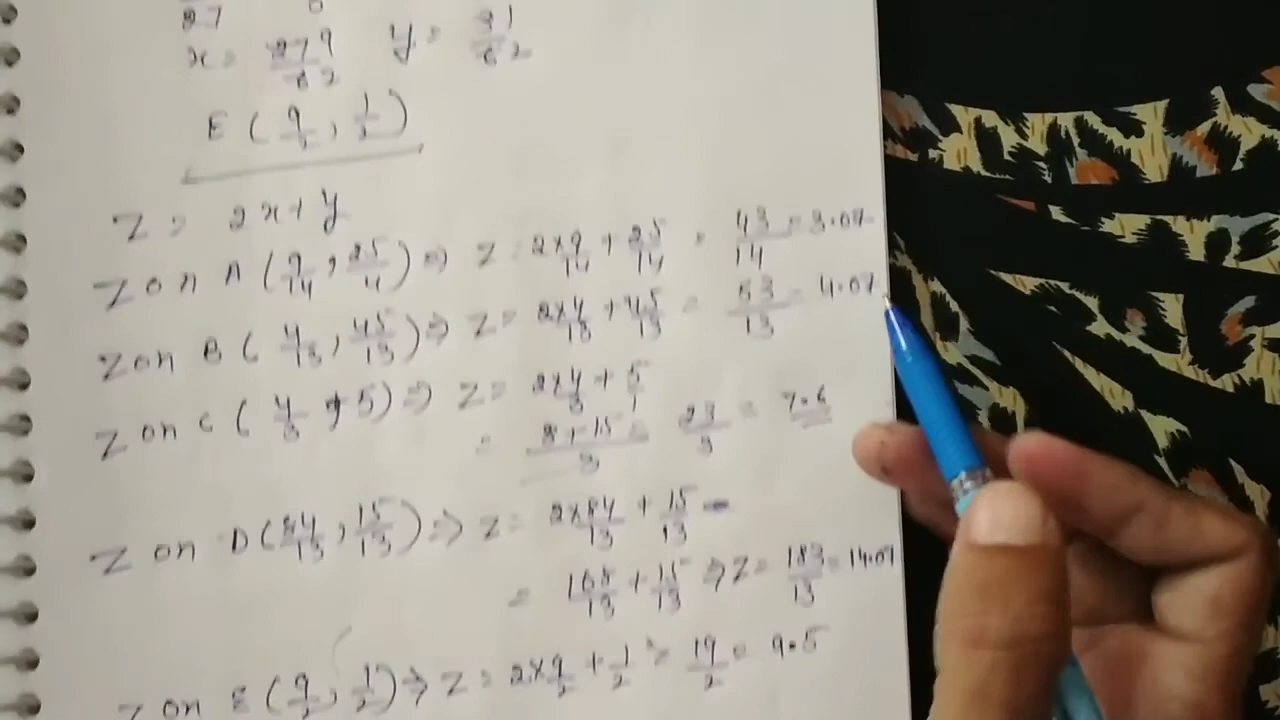 27
x = 279/62 y = 31/62
E ( 9/2 , 1/2 )
Z = 2x + y
Z on A ( 9/14 , 25/4 ) ⇒ Z = 2×9/14 + 25/14 = 43/14 = 3.07
Z on B ( 4/13 , 45/13 ) ⇒ Z = 2×4/13 + 45/13 = 53/13 = 4.07
Z on C ( 4/3 , 5 ) ⇒ Z = 2×4/3 + 5/1
= 8+15/3 = 23/3 = 7.6
Z on D ( 84/13 , 15/13 ) ⇒ Z = 2×84/13 + 15/13
= 168/13 + 15/13 ⇒ Z = 183/13 = 14.07
Z on E ( 9/2 , 1/2 ) ⇒ Z = 2×9/2 + 1/2 = 19/2 = 9.5